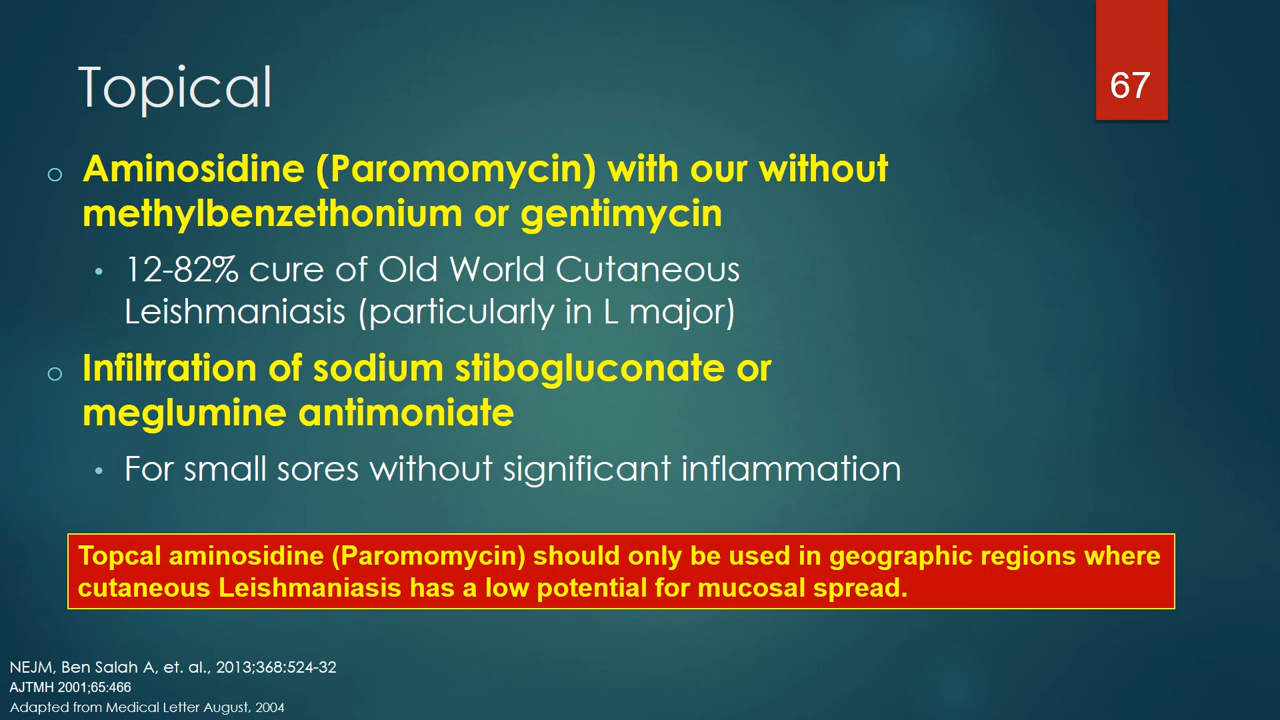 Topical
67
Aminosidine (Paromomycin) with our without
methylbenzethonium or gentimycin
12-82% cure of Old World Cutaneous
Leishmaniasis (particularly in L major)
Infiltration of sodium stibogluconate or
meglumine antimoniate
For small sores without significant inflammation
Topcal aminosidine (Paromomycin) should only be used in geographic regions where
cutaneous Leishmaniasis has a low potential for mucosal spread.
NEJM, Ben Salah A, et. al., 2013;368:524-32
AJTMH 2001;65:466
Adapted from Medical Letter August, 2004